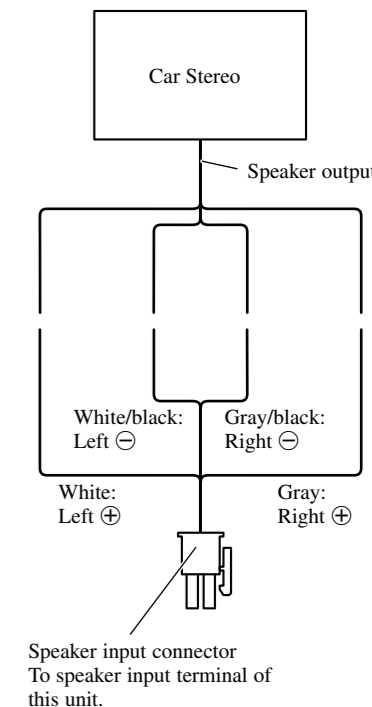 Car Stereo
Speaker output
White/black:
Left ⊖
Gray/black:
Right ⊖
White:
Left ⊕
Gray:
Right ⊕
Speaker input connector
To speaker input terminal of
this unit.